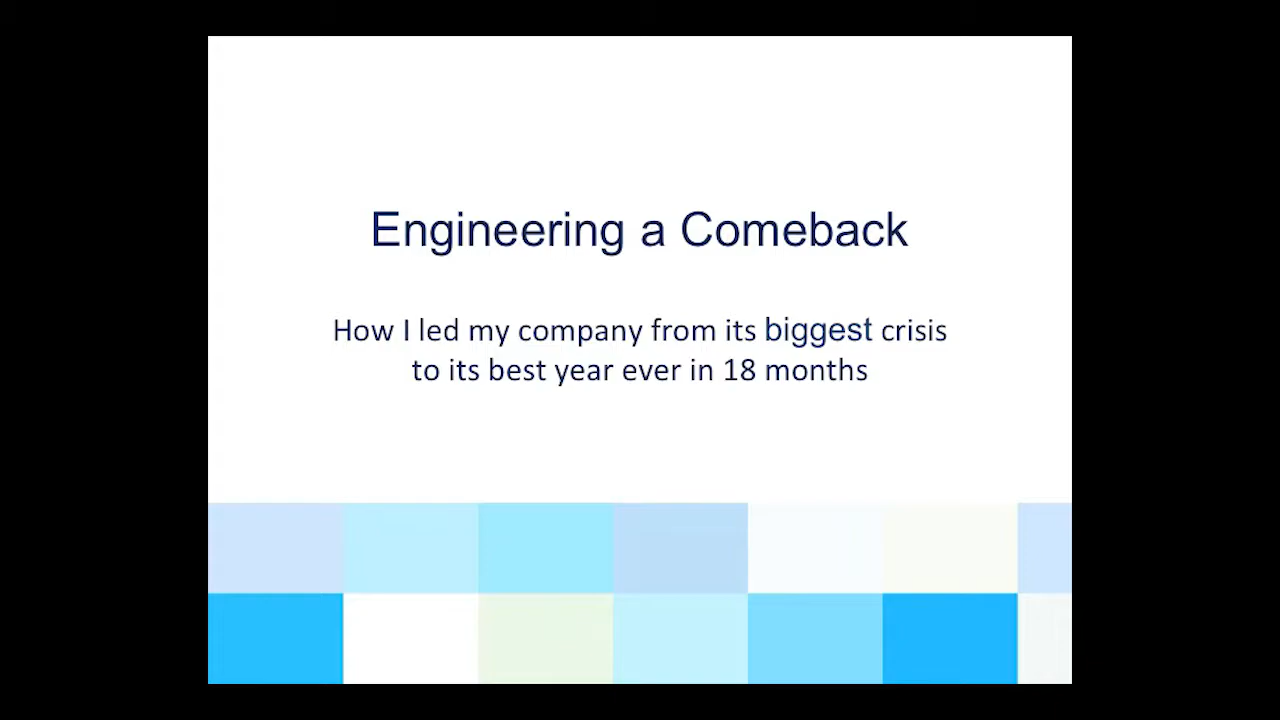 Engineering a Comeback
How I led my company from its biggest crisis
to its best year ever in 18 months